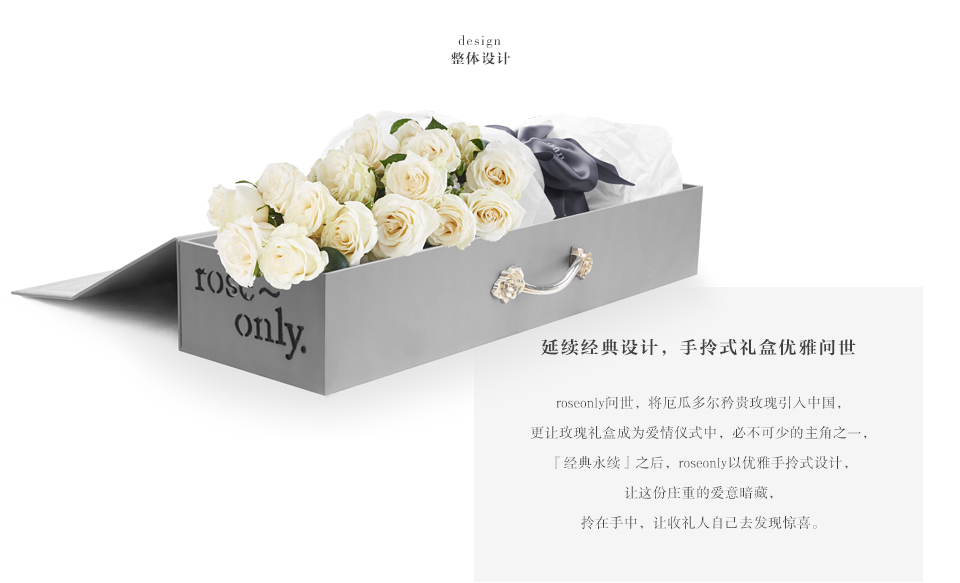 design
整体设计
rose~
only.
延续经典设计，手拎式礼盒优雅问世
roseonly问世，将厄瓜多尔矜贵玫瑰引入中国，
更让玫瑰礼盒成为爱情仪式中，必不可少的主角之一，
「经典永续」之后，roseonly以优雅手拎式设计，
让这份庄重的爱意暗藏，
拎在手中，让收礼人自己去发现惊喜。